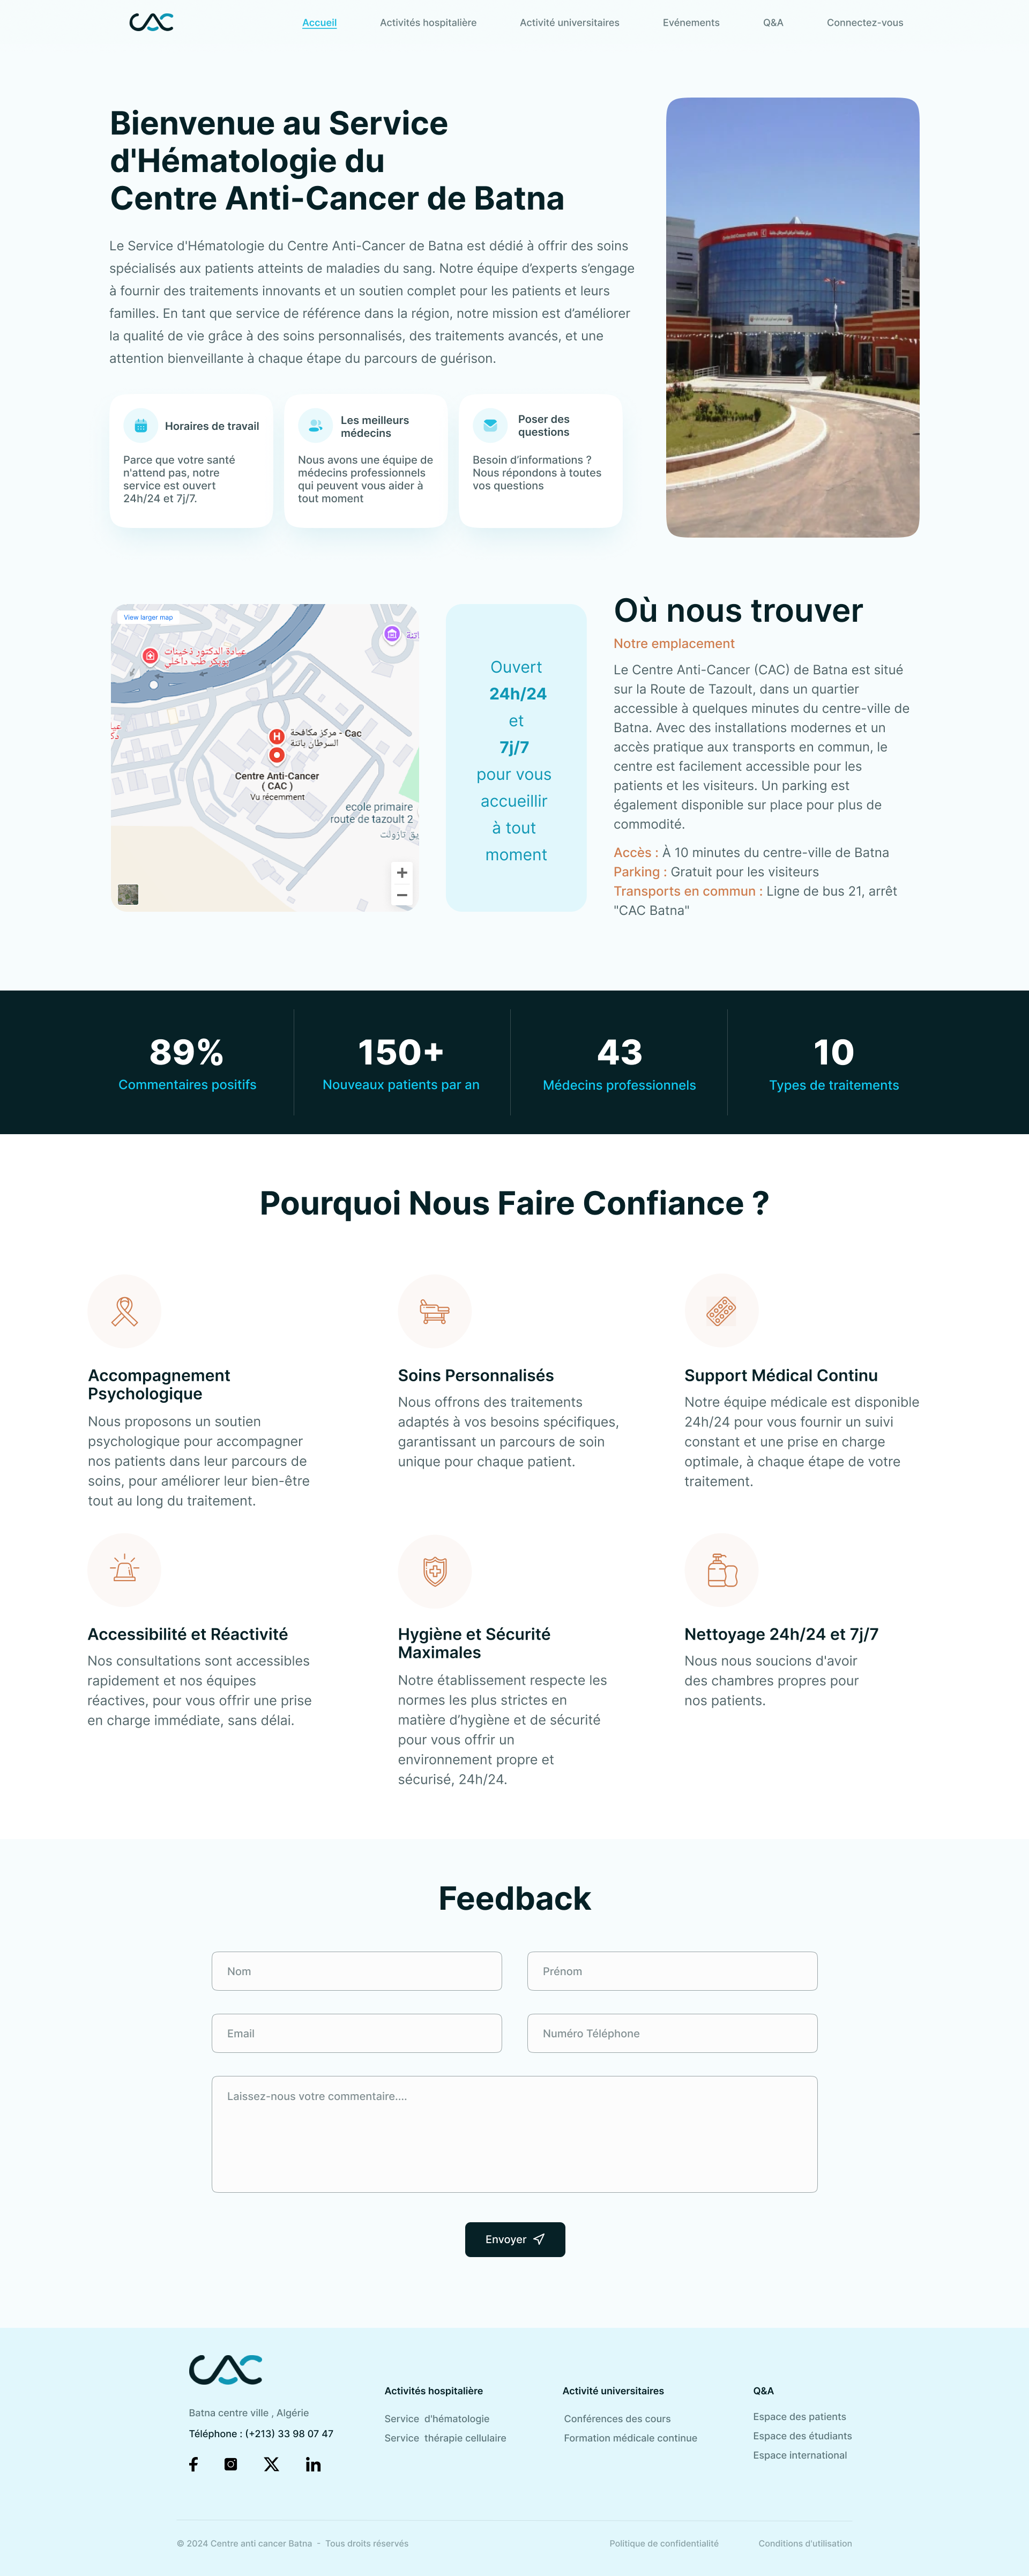 CAC
Accueil
Activités hospitalière
Activité universitaires
Evénements
Q&A
Connectez-vous
Bienvenue au Service
d'Hématologie du
Centre Anti-Cancer de Batna
Le Service d'Hématologie du Centre Anti-Cancer de Batna est dédié à offrir des soins
spécialisés aux patients atteints de maladies du sang. Notre équipe d’experts s’engage
à fournir des traitements innovants et un soutien complet pour les patients et leurs
familles. En tant que service de référence dans la région, notre mission est d’améliorer
la qualité de vie grâce à des soins personnalisés, des traitements avancés, et une
attention bienveillante à chaque étape du parcours de guérison.
Horaires de travail
Parce que votre santé
n'attend pas, notre
service est ouvert
24h/24 et 7j/7.
Les meilleurs
médecins
Nous avons une équipe de
médecins professionnels
qui peuvent vous aider à
tout moment
Poser des
questions
Besoin d’informations ?
Nous répondons à toutes
vos questions
View larger map
عيادة الدكتور دخينات
بوبكر طب داخلي
H
مركز مكافحة - Cac
السرطان باتنة
Centre Anti-Cancer
( CAC )
Vu récemment
ecole primaire
route de tazoult 2
يق تازولت
Ouvert
24h/24
et
7j/7
pour vous
accueillir
à tout
moment
Où nous trouver
Notre emplacement
Le Centre Anti-Cancer (CAC) de Batna est situé
sur la Route de Tazoult, dans un quartier
accessible à quelques minutes du centre-ville de
Batna. Avec des installations modernes et un
accès pratique aux transports en commun, le
centre est facilement accessible pour les
patients et les visiteurs. Un parking est
également disponible sur place pour plus de
commodité.
Accès : À 10 minutes du centre-ville de Batna
Parking : Gratuit pour les visiteurs
Transports en commun : Ligne de bus 21, arrêt
"CAC Batna"
89%
Commentaires positifs
150+
Nouveaux patients par an
43
Médecins professionnels
10
Types de traitements
Pourquoi Nous Faire Confiance ?
Accompagnement
Psychologique
Nous proposons un soutien
psychologique pour accompagner
nos patients dans leur parcours de
soins, pour améliorer leur bien-être
tout au long du traitement.
Soins Personnalisés
Nous offrons des traitements
adaptés à vos besoins spécifiques,
garantissant un parcours de soin
unique pour chaque patient.
Support Médical Continu
Notre équipe médicale est disponible
24h/24 pour vous fournir un suivi
constant et une prise en charge
optimale, à chaque étape de votre
traitement.
Accessibilité et Réactivité
Nos consultations sont accessibles
rapidement et nos équipes
réactives, pour vous offrir une prise
en charge immédiate, sans délai.
Hygiène et Sécurité
Maximales
Notre établissement respecte les
normes les plus strictes en
matière d’hygiène et de sécurité
pour vous offrir un
environnement propre et
sécurisé, 24h/24.
Nettoyage 24h/24 et 7j/7
Nous nous soucions d'avoir
des chambres propres pour
nos patients.
Feedback
Nom
Prénom
Email
Numéro Téléphone
Laissez-nous votre commentaire....
Envoyer
CAC
Batna centre ville , Algérie
Téléphone : (+213) 33 98 07 47
Activités hospitalière
Service d'hématologie
Service thérapie cellulaire
Activité universitaires
Conférences des cours
Formation médicale continue
Q&A
Espace des patients
Espace des étudiants
Espace international
© 2024 Centre anti cancer Batna - Tous droits réservés
Politique de confidentialité
Conditions d'utilisation